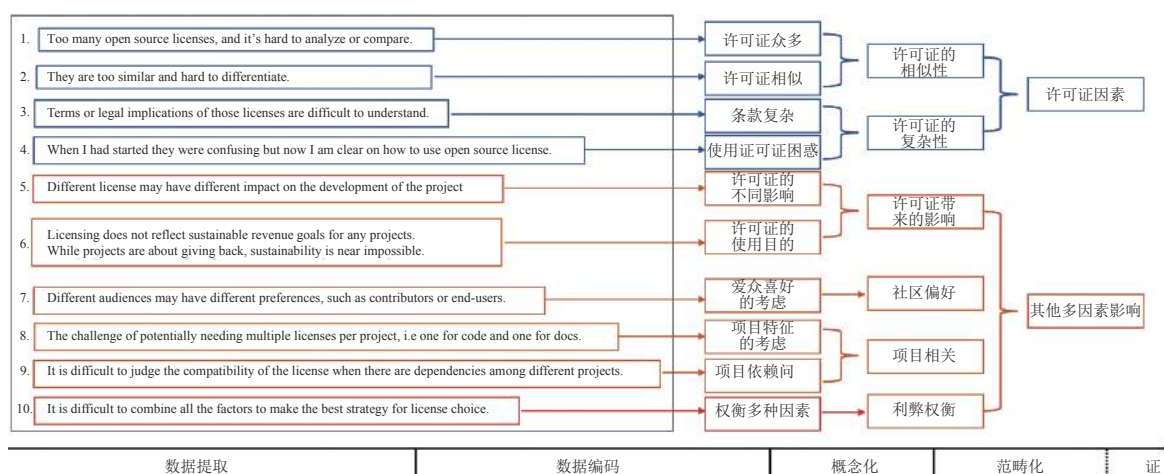 1. Too many open source licenses, and it's hard to analyze or compare.
许可证众多
许可证的
相似性
2. They are too similar and hard to differentiate.
许可证相似
许可证因素
3. Terms or legal implications of those licenses are difficult to understand.
条款复杂
许可证的
复杂性
4. When I had started they were confusing but now I am clear on how to use open source license.
使用证可证困惑
5. Different license may have different impact on the development of the project
许可证的
不同影响
许可证带
来的影响
6. Licensing does not reflect sustainable revenue goals for any projects.
While projects are about giving back, sustainability is near impossible.
许可证的
使用目的
7. Different audiences may have different preferences, such as contributors or end-users.
爱众喜好
的考虑
社区偏好
其他多因素影响
8. The challenge of potentially needing multiple licenses per project, i.e one for code and one for docs.
项目特征
的考虑
项目相关
9. It is difficult to judge the compatibility of the license when there are dependencies among different projects.
项目依赖问
10. It is difficult to combine all the factors to make the best strategy for license choice.
权衡多种因素
利弊权衡
数据提取
数据编码
概念化
范畴化
证